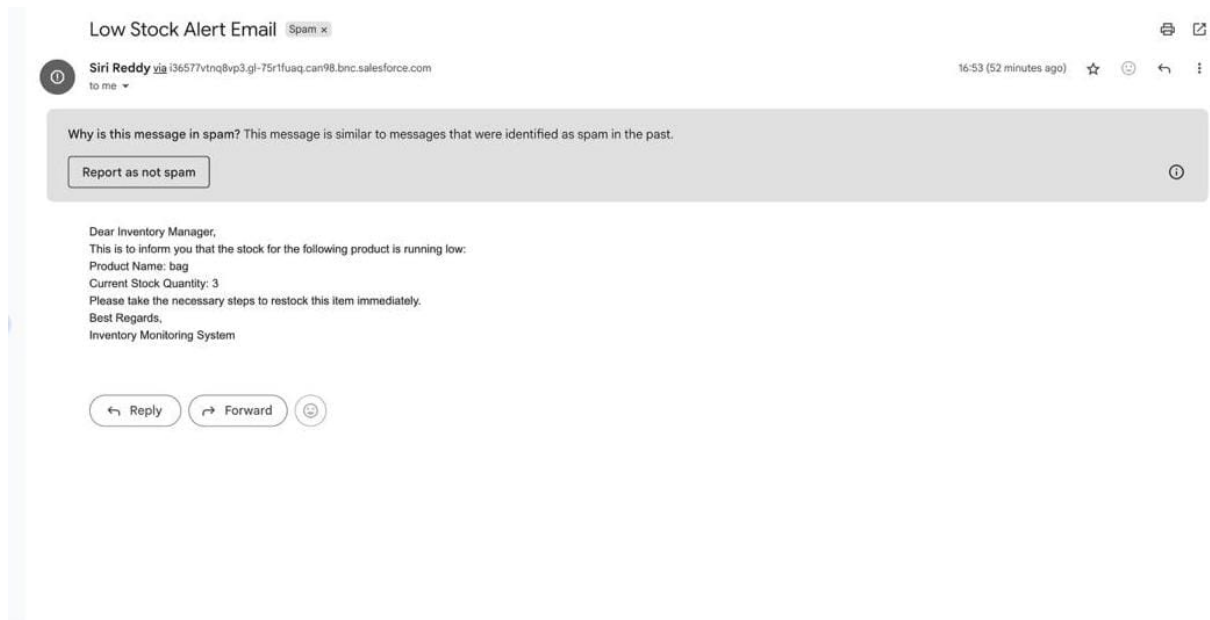 Low Stock Alert Email Spam ×
Siri Reddy via i36577vtnq8vp3.gl-75r1fuaq.can98.bnc.salesforce.com 16:53 (52 minutes ago)
to me
Why is this message in spam? This message is similar to messages that were identified as spam in the past.
Report as not spam
Dear Inventory Manager,
This is to inform you that the stock for the following product is running low:
Product Name: bag
Current Stock Quantity: 3
Please take the necessary steps to restock this item immediately.
Best Regards,
Inventory Monitoring System
Reply Forward